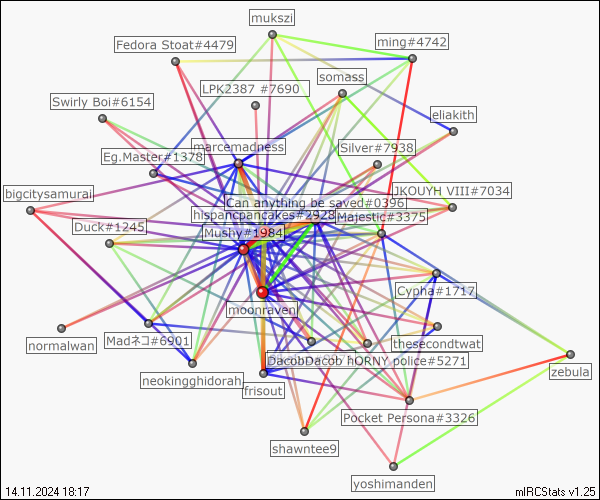 mukszi
Fedora Stoat#4479
ming#4742
somass
LPK2387 #7690
Swirly Boi#6154
eliakith
marcemadness
Silver#7938
Eg.Master#1378
bigcitysamurai
JKOUYH VIII#7034
Can anything be saved#0396
hispancpancakes#2928
Majestic#3375
Duck#1245
Mushy#1984
Cypha#1717
moonraven
normalwan
Madネコ#6901
thesecondtwat
DacobDacob
hORNY police#5271
zebula
neokingghidorah
frisout
Pocket Persona#3326
shawntee9
yoshimanden
14.11.2024 18:17
mIRCStats v1.25